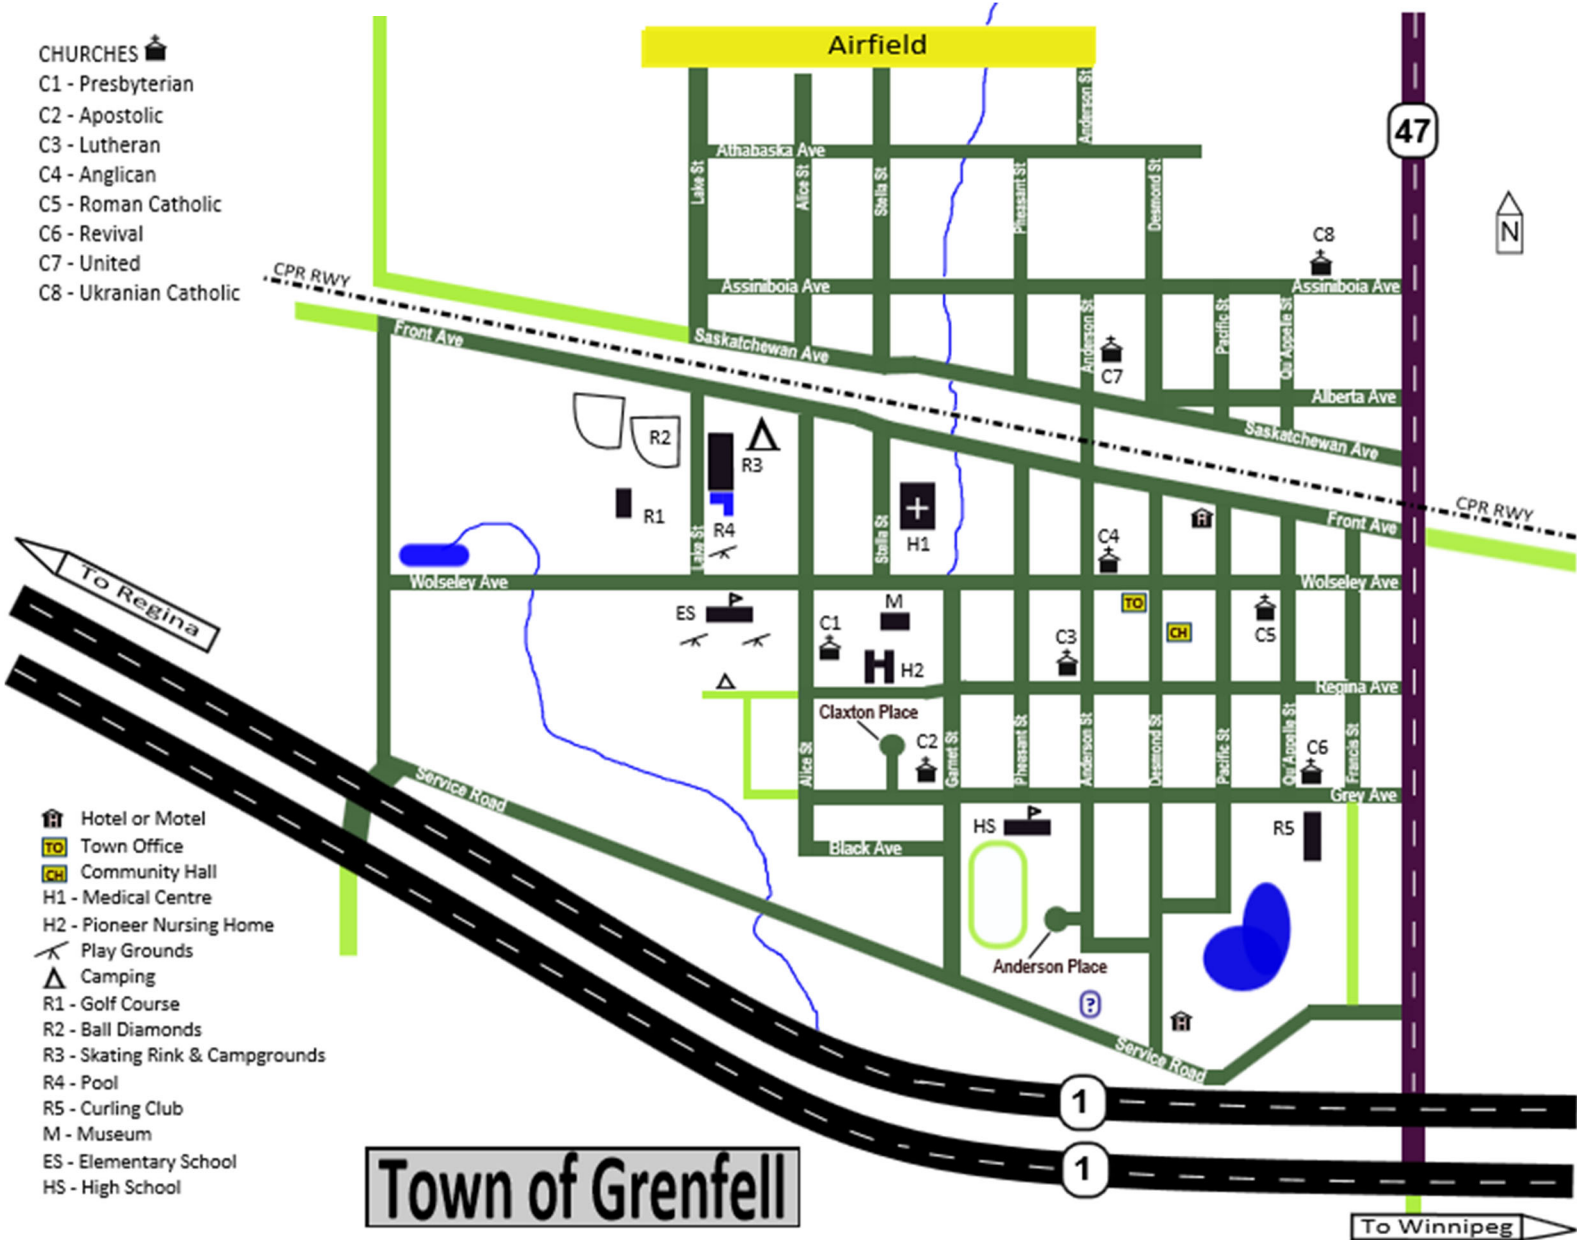 CHURCHES
C1 - Presbyterian
C2 - Apostolic
C3 - Lutheran
C4 - Anglican
C5 - Roman Catholic
C6 - Revival
C7 - United
C8 - Ukranian Catholic
Airfield
47
N
Anderson St
Athabaska Ave
Lake St
Alice St
Stella St
Pheasant St
Desmond St
C8
CPR RWY
Assiniboia Ave
Assiniboia Ave
Anderson St
Pacific St
Qu'Appelle St
Front Ave
Saskatchewan Ave
C7
Alberta Ave
Saskatchewan Ave
R2
R3
CPR RWY
R1
R4
Lake St
Stella St
H1
C4
H
Front Ave
To Regina
Wolseley Ave
Wolseley Ave
ES
M
TO
C1
CH
C3
C5
H2
Regina Ave
Claxton Place
C2
Alice St
Garnet St
Pheasant St
Anderson St
Desmond St
Pacific St
Qu'Appelle St
C6
Francis St
Service Road
Grey Ave
HS
R5
Black Ave
Anderson Place
?
H
Service Road
1
1
H Hotel or Motel
TO Town Office
CH Community Hall
H1 - Medical Centre
H2 - Pioneer Nursing Home
Play Grounds
Camping
R1 - Golf Course
R2 - Ball Diamonds
R3 - Skating Rink & Campgrounds
R4 - Pool
R5 - Curling Club
M - Museum
ES - Elementary School
HS - High School
Town of Grenfell
To Winnipeg